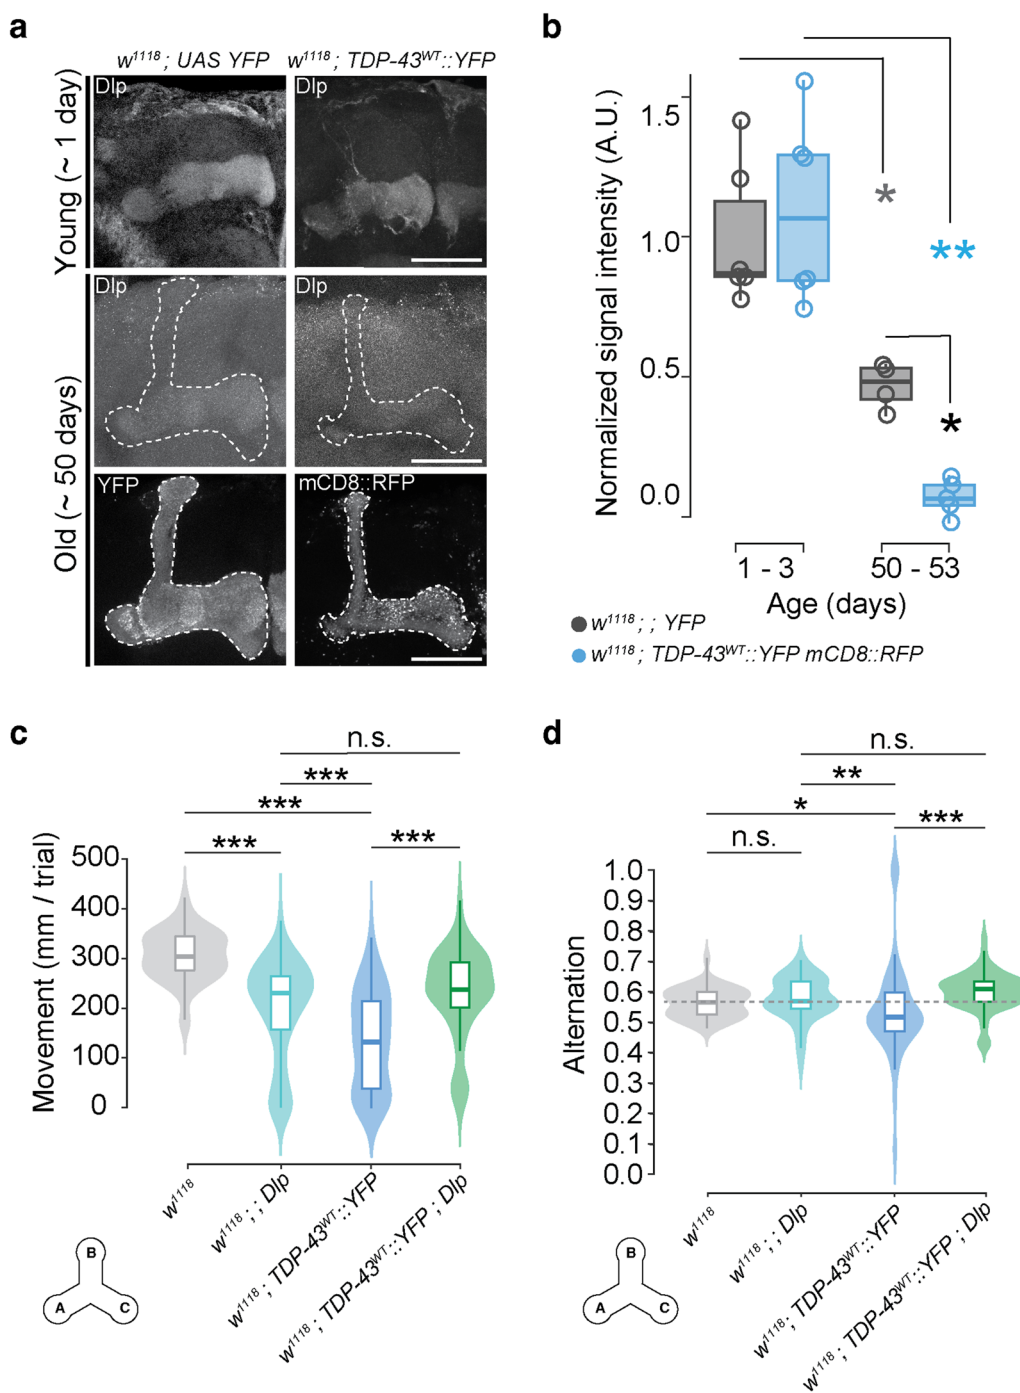 a
w1118 ; UAS YFP
w1118 ; TDP-43WT::YFP
Young (~ 1 day)
Dlp
Dlp
Old (~ 50 days)
Dlp
Dlp
YFP
mCD8::RFP
b
Normalized signal intensity (A.U.)
1.5
1.0
0.5
0.0
*
**
*
1 - 3
50 - 53
Age (days)
w1118 ; ; YFP
w1118 ; TDP-43WT::YFP mCD8::RFP
c
n.s.
***
***
***
***
Movement (mm / trial)
500
400
300
200
100
0
w1118
w1118 ; ; Dlp
w1118 ; TDP-43WT::YFP
w1118 ; TDP-43WT::YFP ; Dlp
B
A
C
d
n.s.
**
*
***
n.s.
Alternation
1.0
0.9
0.8
0.7
0.6
0.5
0.4
0.3
0.2
0.1
0.0
w1118
w1118 ; ; Dlp
w1118 ; TDP-43WT::YFP
w1118 ; TDP-43WT::YFP ; Dlp
B
A
C